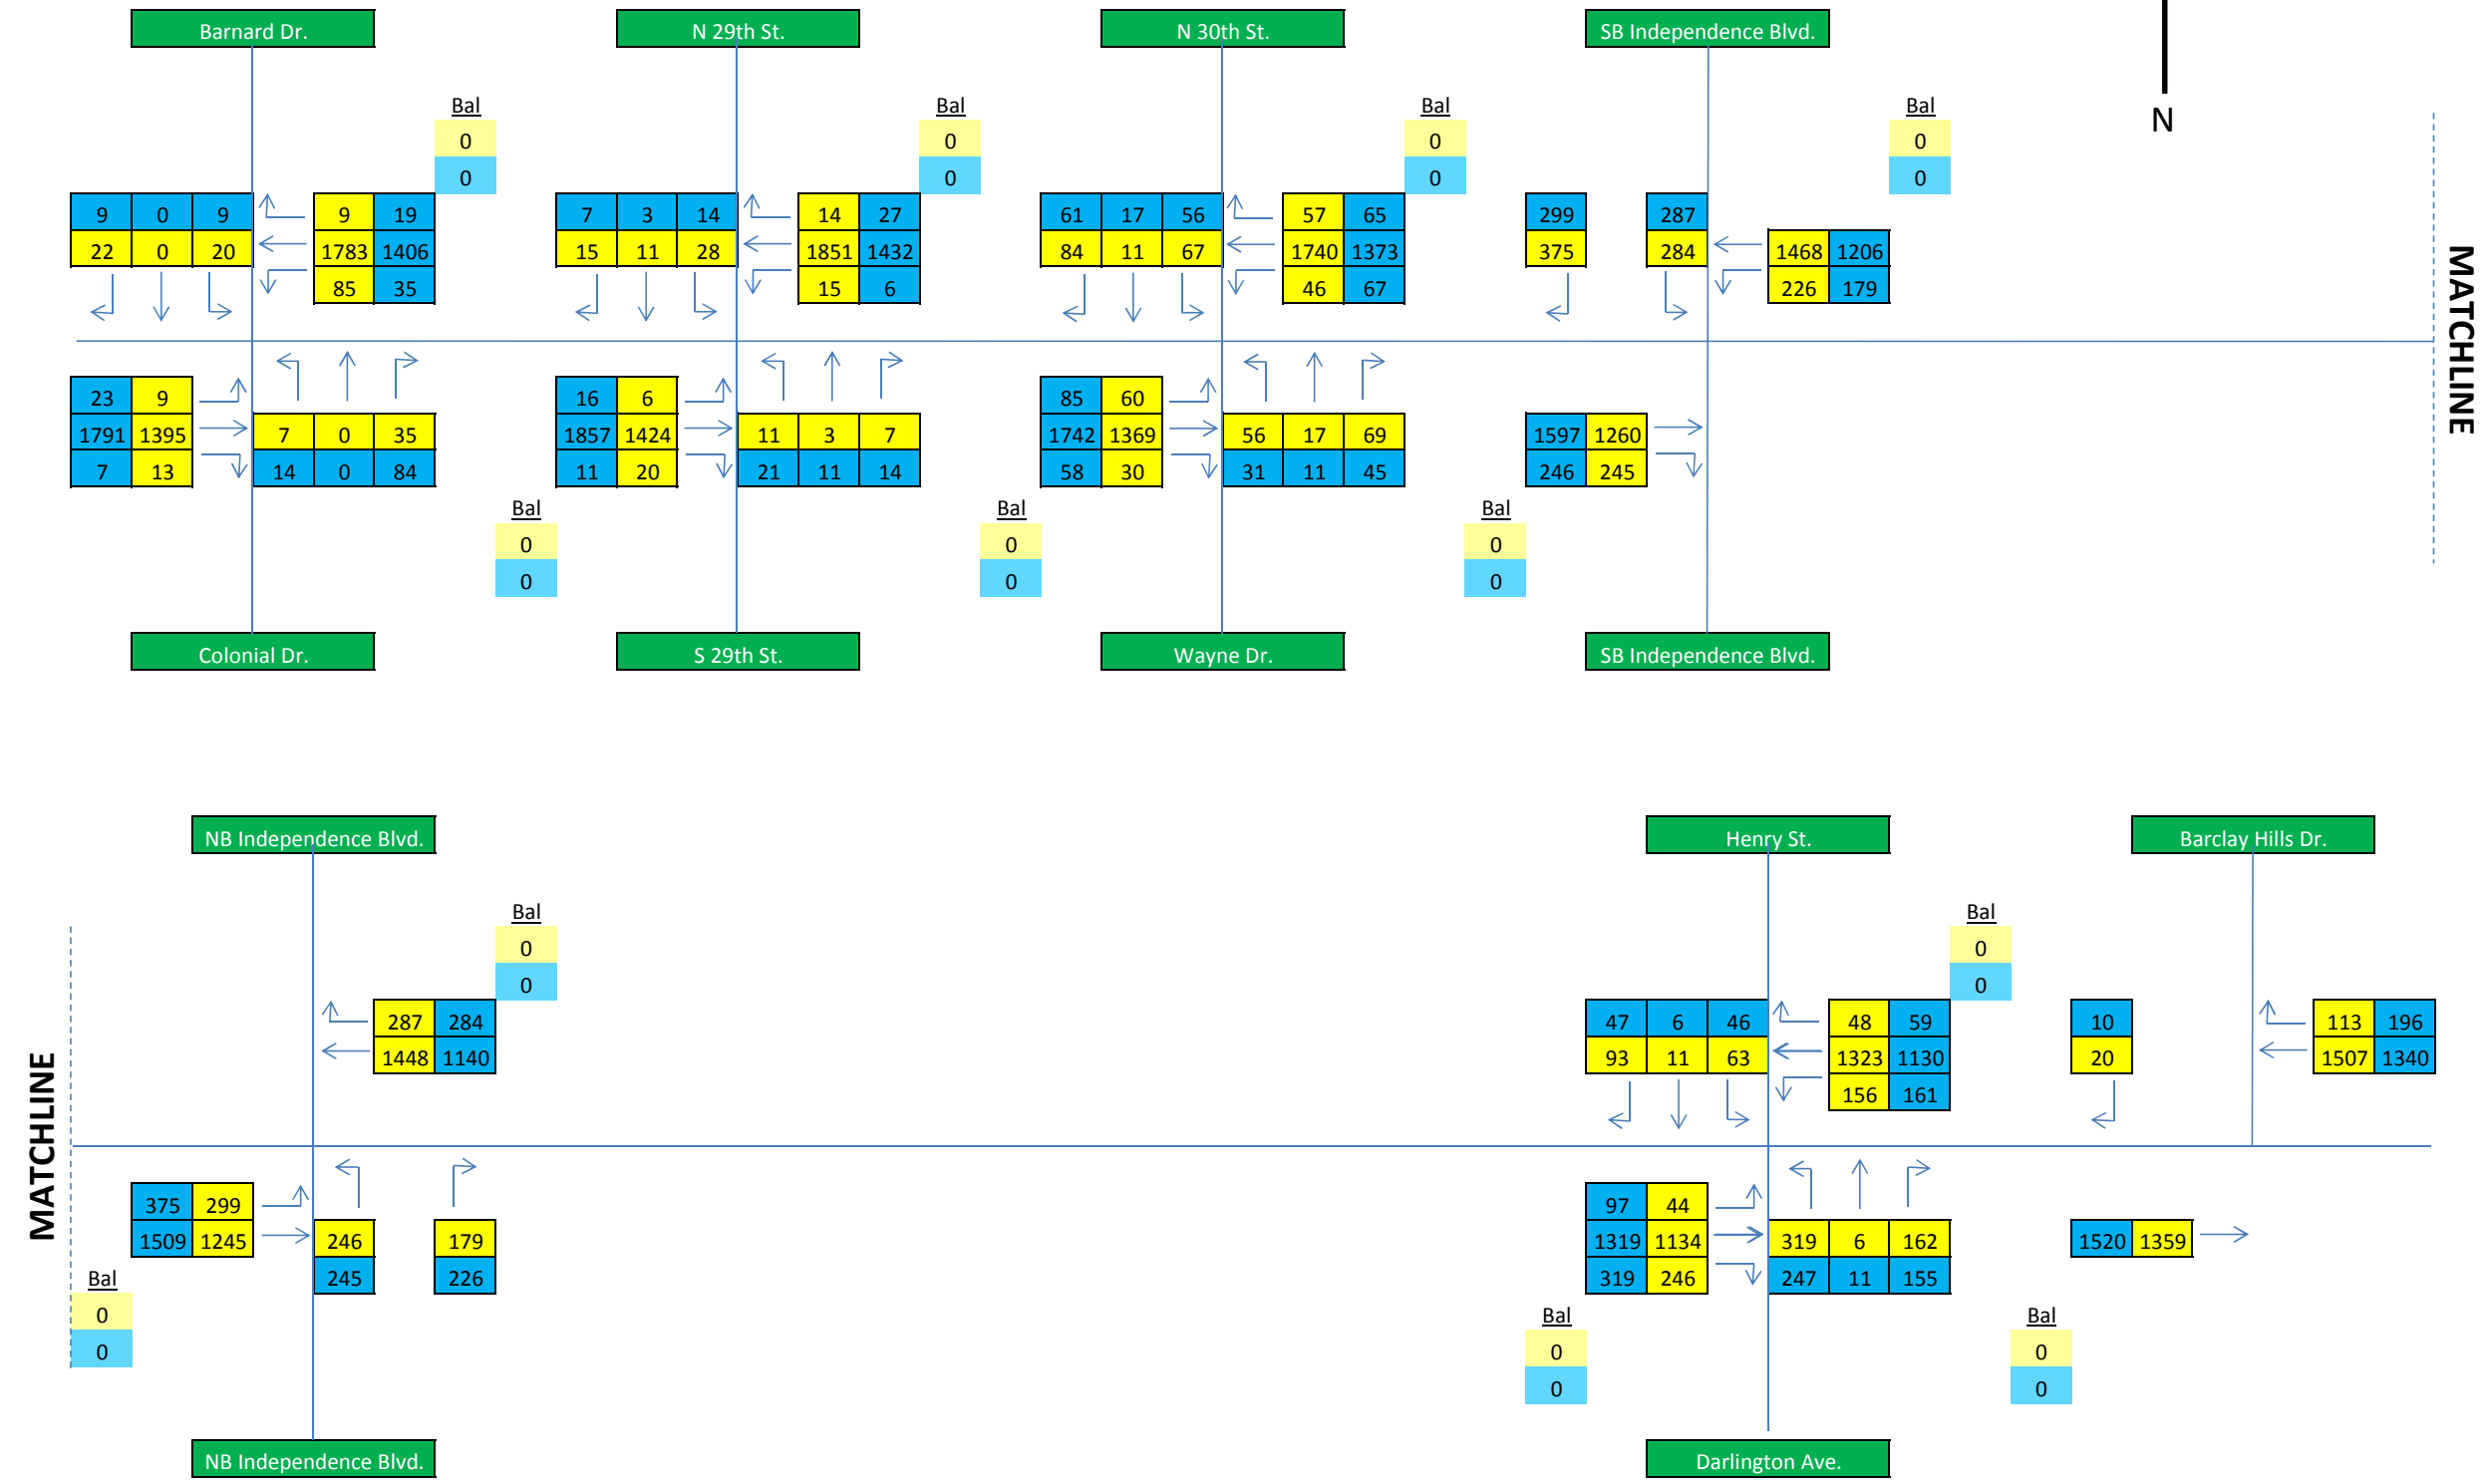 Barnard Dr. N 29th St. N 30th St. SB Independence Blvd.
N
Bal Bal Bal Bal
0 0 0 0
0 0 0 0
9 0 9 9 19 7 3 14 14 27 61 17 56 57 65 299 287
22 0 20 1783 1406 15 11 28 1851 1432 84 11 67 1740 1373 375 284 1468 1206
85 35 15 6 46 67 226 179
MATCHLINE
23 9 16 6 85 60
1791 1395 7 0 35 1857 1424 11 3 7 1742 1369 56 17 69 1597 1260
7 13 14 0 84 11 20 21 11 14 58 30 31 11 45 246 245
Bal Bal Bal
0 0 0
0 0 0
Colonial Dr. S 29th St. Wayne Dr. SB Independence Blvd.
NB Independence Blvd. Henry St. Barclay Hills Dr.
Bal Bal
0 0
0 0
287 284 47 6 46 48 59 10 113 196
1448 1140 93 11 63 1323 1130 20 1507 1340
156 161
MATCHLINE
375 299 97 44
1509 1245 246 179 1319 1134 319 6 162 1520 1359
245 226 319 246 247 11 155
Bal Bal Bal
0 0 0
0 0 0
NB Independence Blvd. Darlington Ave.